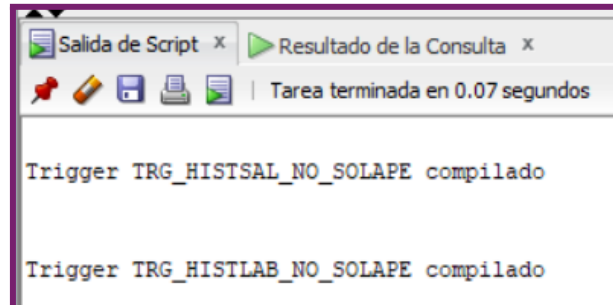 Salida de Script x Resultado de la Consulta x
Tarea terminada en 0.07 segundos
Trigger TRG_HISTSAL_NO_SOLAPE compilado
Trigger TRG_HISTLAB_NO_SOLAPE compilado